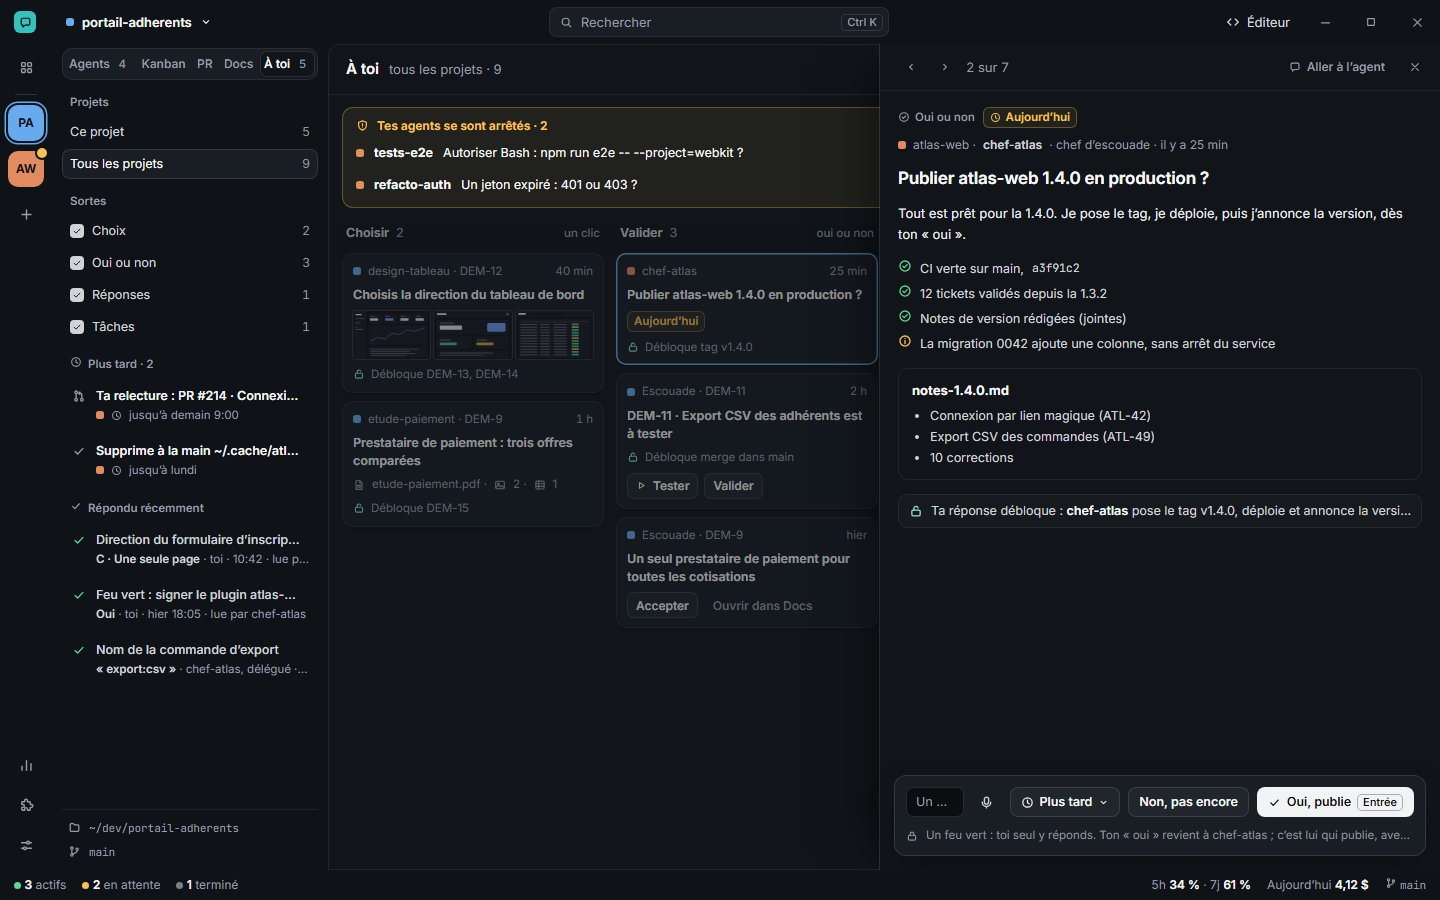 portail-adherents
Rechercher
Ctrl K
Éditeur
PA
AW
Agents 4
Kanban
PR
Docs
À toi 5
Projets
Ce projet 5
Tous les projets 9
Sortes
Choix 2
Oui ou non 3
Réponses 1
Tâches 1
Plus tard · 2
Ta relecture : PR #214 · Connexi...
jusqu’à demain 9:00
Supprime à la main ~/.cache/atl...
jusqu’à lundi
Répondu récemment
Direction du formulaire d’inscrip...
C · Une seule page · toi · 10:42 · lue p...
Feu vert : signer le plugin atlas-...
Oui · toi · hier 18:05 · lue par chef-atlas
Nom de la commande d’export
« export:csv » · chef-atlas, délégué ·...
~/dev/portail-adherents
main
À toi tous les projets · 9
Tes agents se sont arrêtés · 2
tests-e2e Autoriser Bash : npm run e2e -- --project=webkit ?
refacto-auth Un jeton expiré : 401 ou 403 ?
Choisir 2 un clic
design-tableau · DEM-12 40 min
Choisis la direction du tableau de bord
Débloque DEM-13, DEM-14
etude-paiement · DEM-9 1 h
Prestataire de paiement : trois offres
comparées
etude-paiement.pdf · 2 · 1
Débloque DEM-15
Valider 3 oui ou non
chef-atlas 25 min
Publier atlas-web 1.4.0 en production ?
Aujourd’hui
Débloque tag v1.4.0
Escouade · DEM-11 2 h
DEM-11 · Export CSV des adhérents est
à tester
Débloque merge dans main
Tester
Valider
Escouade · DEM-9 hier
Un seul prestataire de paiement pour
toutes les cotisations
Accepter
Ouvrir dans Docs
2 sur 7
Aller à l’agent
Oui ou non
Aujourd’hui
atlas-web · chef-atlas · chef d’escouade · il y a 25 min
Publier atlas-web 1.4.0 en production ?
Tout est prêt pour la 1.4.0. Je pose le tag, je déploie, puis j’annonce la version, dès
ton « oui ».
CI verte sur main, a3f91c2
12 tickets validés depuis la 1.3.2
Notes de version rédigées (jointes)
La migration 0042 ajoute une colonne, sans arrêt du service
notes-1.4.0.md
• Connexion par lien magique (ATL-42)
• Export CSV des commandes (ATL-49)
• 10 corrections
Ta réponse débloque : chef-atlas pose le tag v1.4.0, déploie et annonce la versi...
Un ...
Plus tard
Non, pas encore
Oui, publie Entrée
Un feu vert : toi seul y réponds. Ton « oui » revient à chef-atlas ; c’est lui qui publie, ave...
3 actifs
2 en attente
1 terminé
5h 34 % · 7j 61 %
Aujourd’hui 4,12 $
main